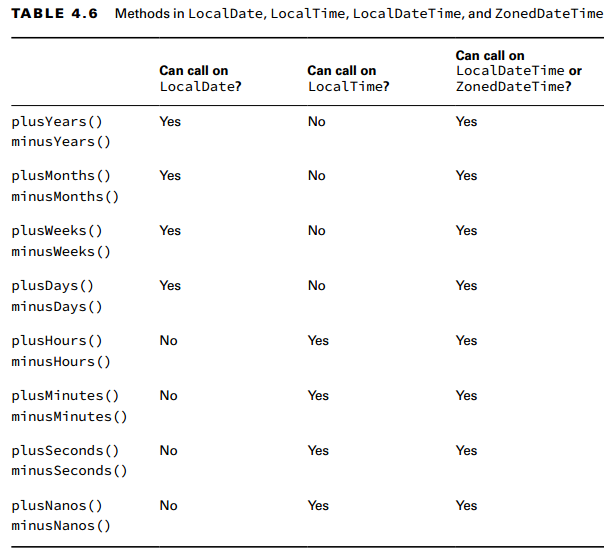 TABLE 4.6 Methods in LocalDate, LocalTime, LocalDateTime, and ZonedDateTime
Can call on LocalDate?
Can call on LocalTime?
Can call on LocalDateTime or ZonedDateTime?
plusYears() Yes No Yes
minusYears()
plusMonths() Yes No Yes
minusMonths()
plusWeeks() Yes No Yes
minusWeeks()
plusDays() Yes No Yes
minusDays()
plusHours() No Yes Yes
minusHours()
plusMinutes() No Yes Yes
minusMinutes()
plusSeconds() No Yes Yes
minusSeconds()
plusNanos() No Yes Yes
minusNanos()